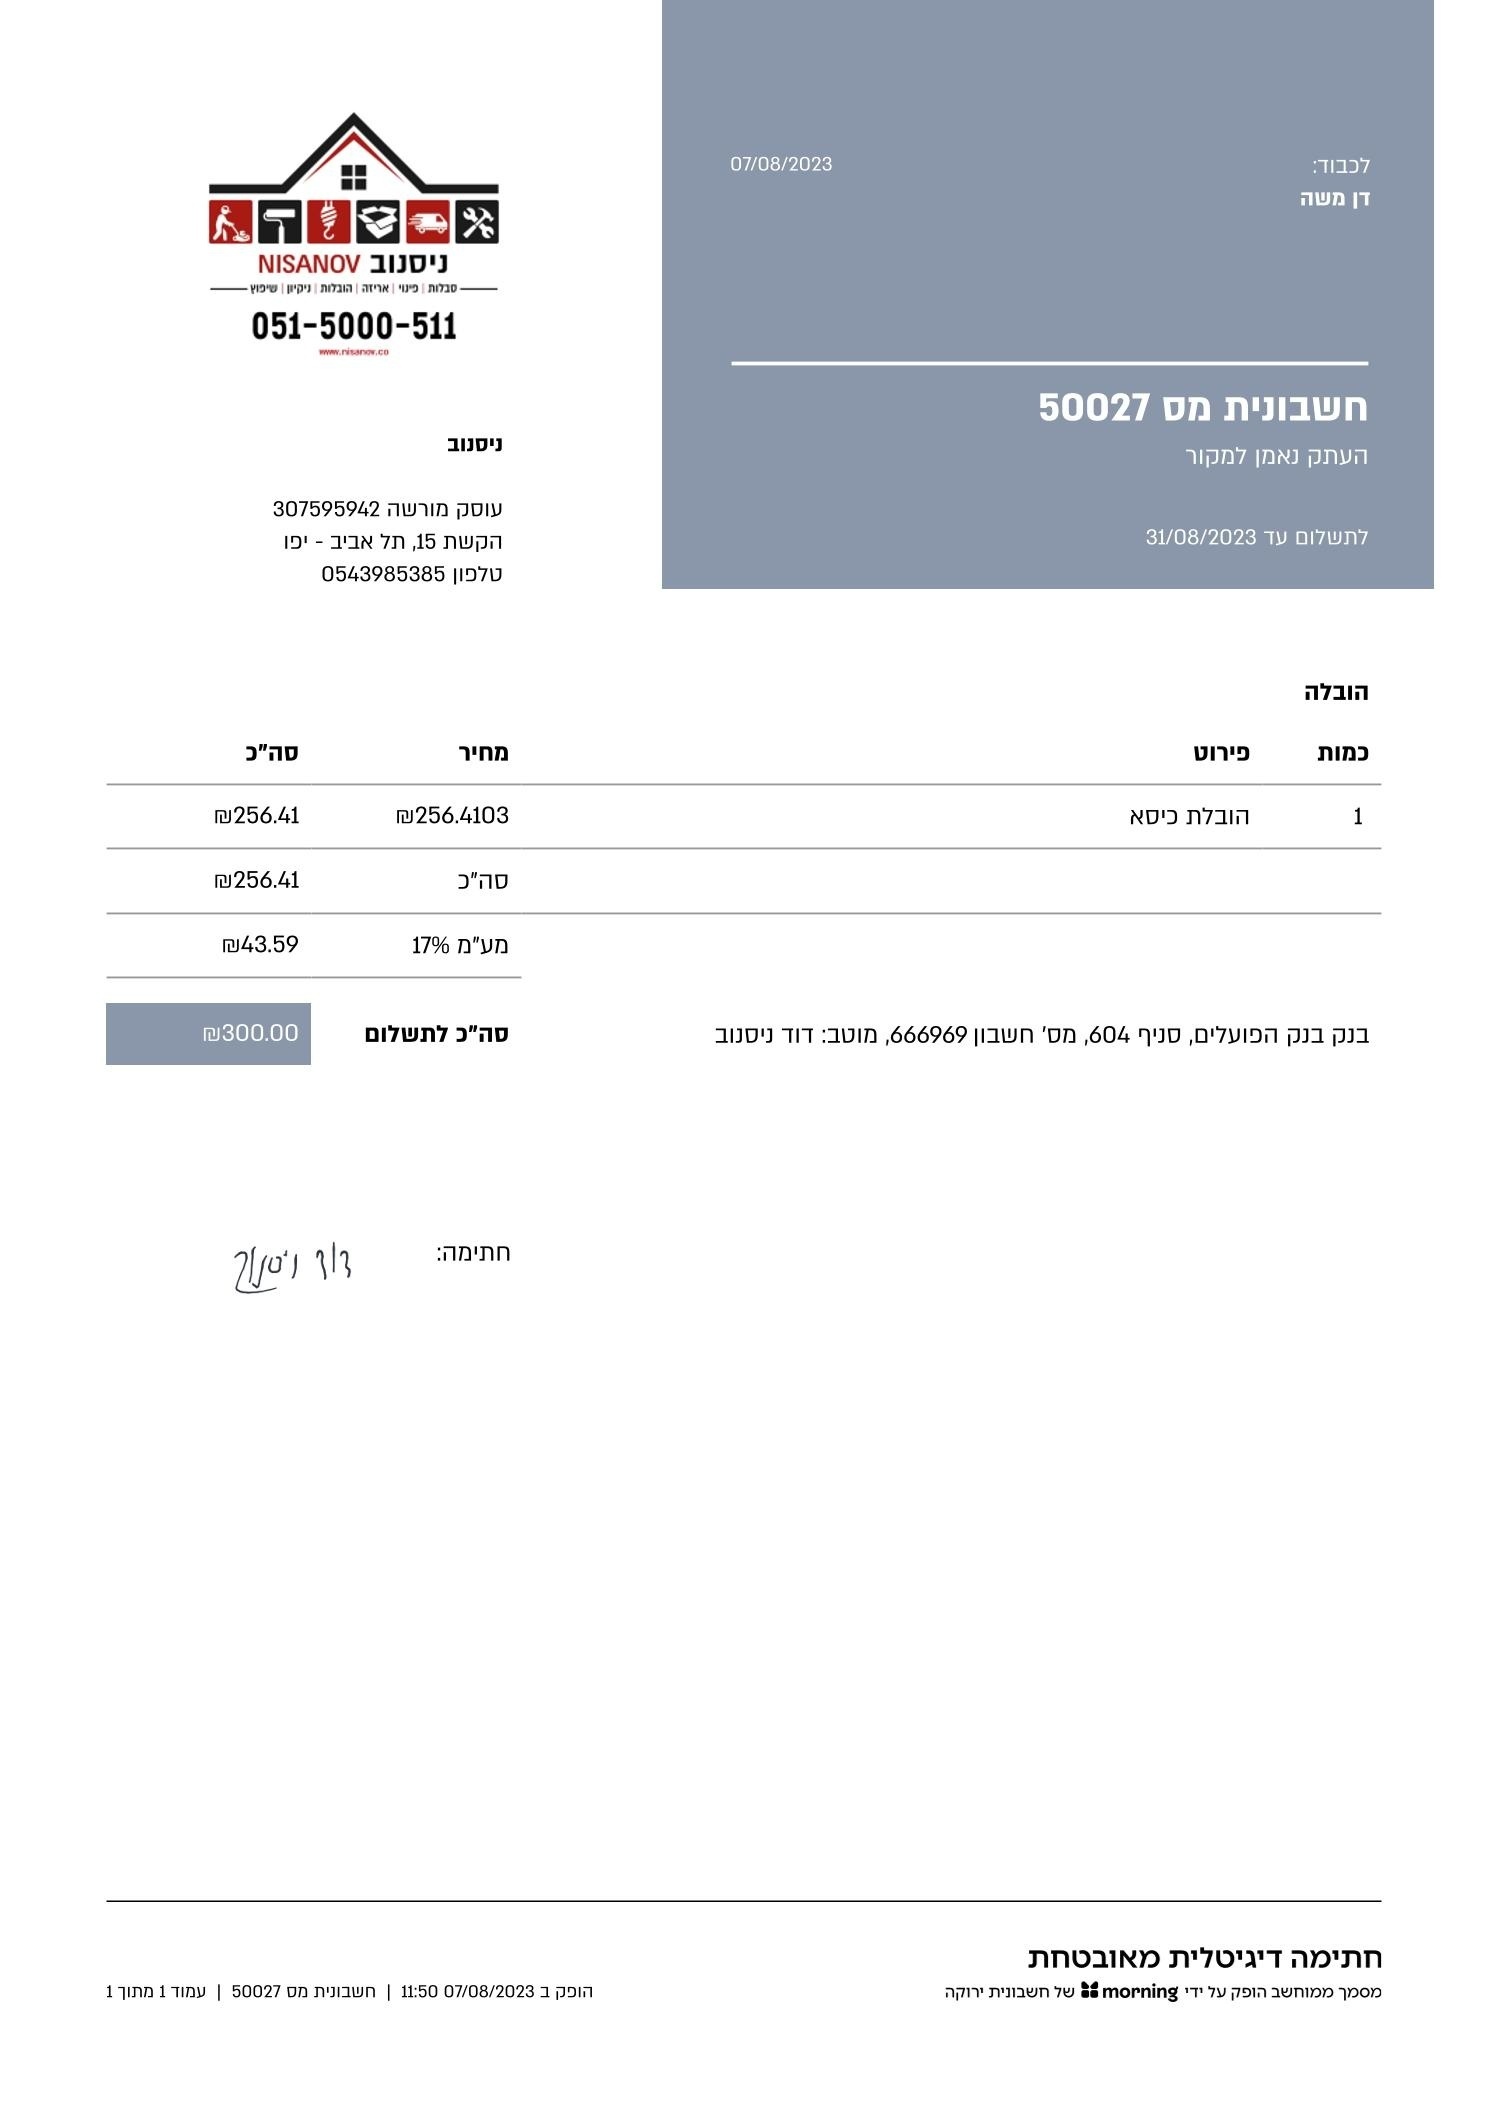 לכבוד:
דן משה
07/08/2023
חשבונית מס 50027
העתק נאמן למקור
לתשלום עד 31/08/2023
ניסנוב NISANOV
סבלות | פינוי | אריזה | הובלות | ניקיון | שיפוץ
051-5000-511
www.nisanov.co
ניסנוב
עוסק מורשה 307595942
הקשת 15, תל אביב - יפו
טלפון 0543985385
הובלה
כמות פירוט מחיר סה"כ
1 הובלת כיסא ₪256.4103 ₪256.41
סה"כ ₪256.41
מע"מ 17% ₪43.59
בנק בנק הפועלים, סניף 604, מס' חשבון 666969, מוטב: דוד ניסנוב
סה"כ לתשלום ₪300.00
חתימה: דוד ניסנוב
חתימה דיגיטלית מאובטחת
מסמך ממוחשב הופק על ידי morning של חשבונית ירוקה
הופק ב 07/08/2023 11:50 | חשבונית מס 50027 | עמוד 1 מתוך 1